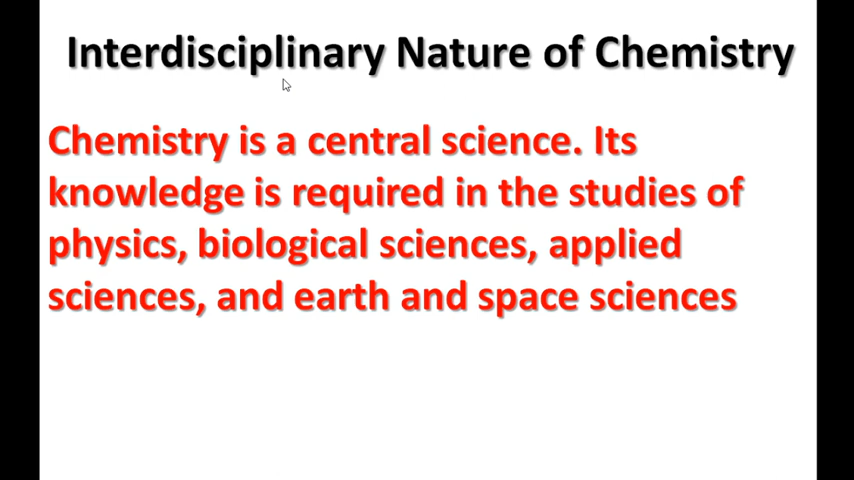 Interdisciplinary Nature of Chemistry
Chemistry is a central science. Its
knowledge is required in the studies of
physics, biological sciences, applied
sciences, and earth and space sciences